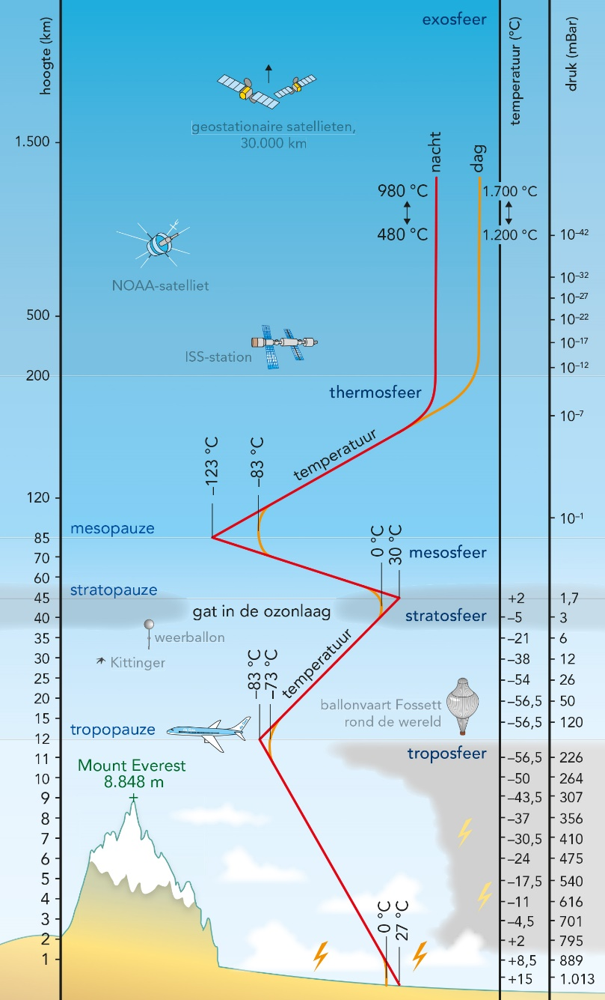 hoogte (km)
temperatuur (°C)
druk (mBar)
exosfeer
geostationaire satellieten,
30.000 km
1.500
nacht
dag
980 °C
1.700 °C
480 °C
1.200 °C
10⁻⁴²
NOAA-satelliet
10⁻³²
10⁻²⁷
500
10⁻²²
ISS-station
10⁻¹⁷
10⁻¹²
200
thermosfeer
10⁻⁷
temperatuur
–123 °C
–83 °C
120
10⁻¹
mesopauze
85
0 °C
30 °C
mesosfeer
70
60
stratopauze
45
+2
1,7
gat in de ozonlaag
stratosfeer
40
–5
3
weerballon
35
–21
6
Kittinger
30
–38
12
temperatuur
–83 °C
–73 °C
25
–54
26
20
–56,5
50
ballonvaart Fossett
rond de wereld
15
–56,5
120
tropopauze
12
troposfeer
11
–56,5
226
Mount Everest
8.848 m
10
–50
264
9
–43,5
307
8
–37
356
7
–30,5
410
6
–24
475
5
–17,5
540
4
–11
616
3
–4,5
701
0 °C
27 °C
2
+2
795
1
+8,5
889
+15
1.013